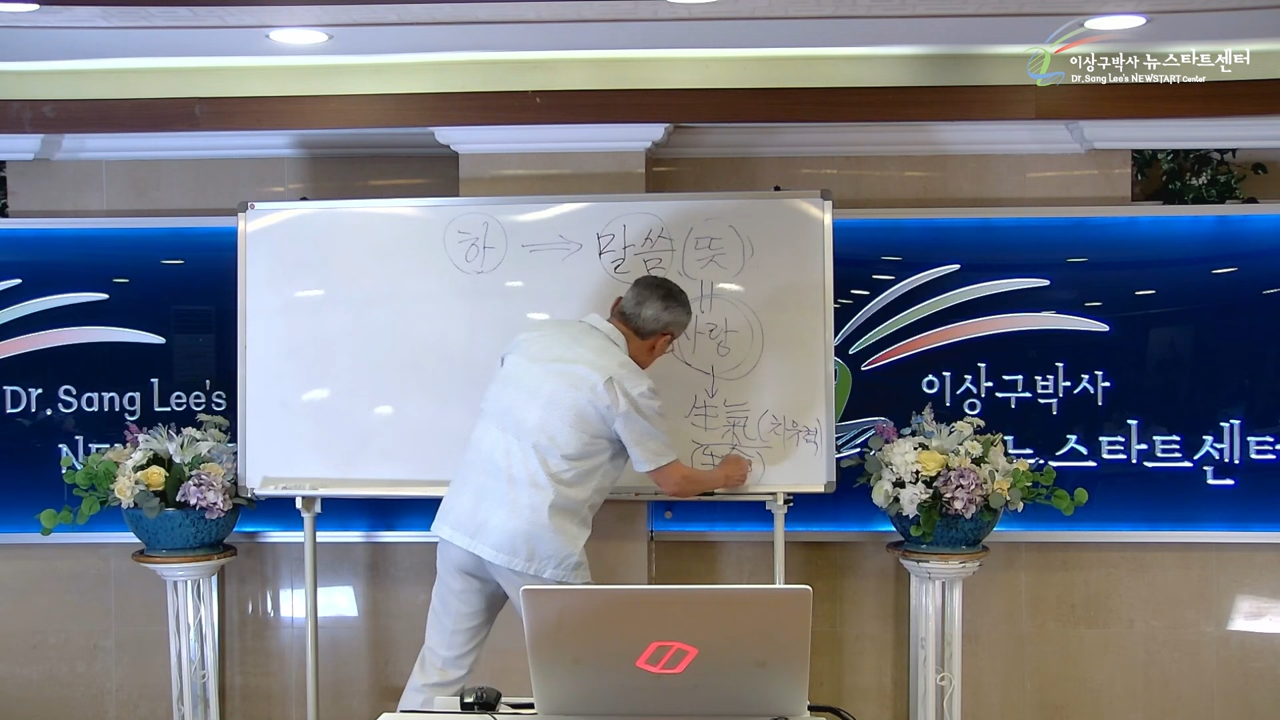 이상구박사 뉴스타트센터
Dr. Sang Lee's NEWSTART Center
하 ⇒ 말씀 (뜻)
=
사랑
↓
生氣 (치유력)
Dr.Sang Lee's
이상구박사
뉴스타트센터